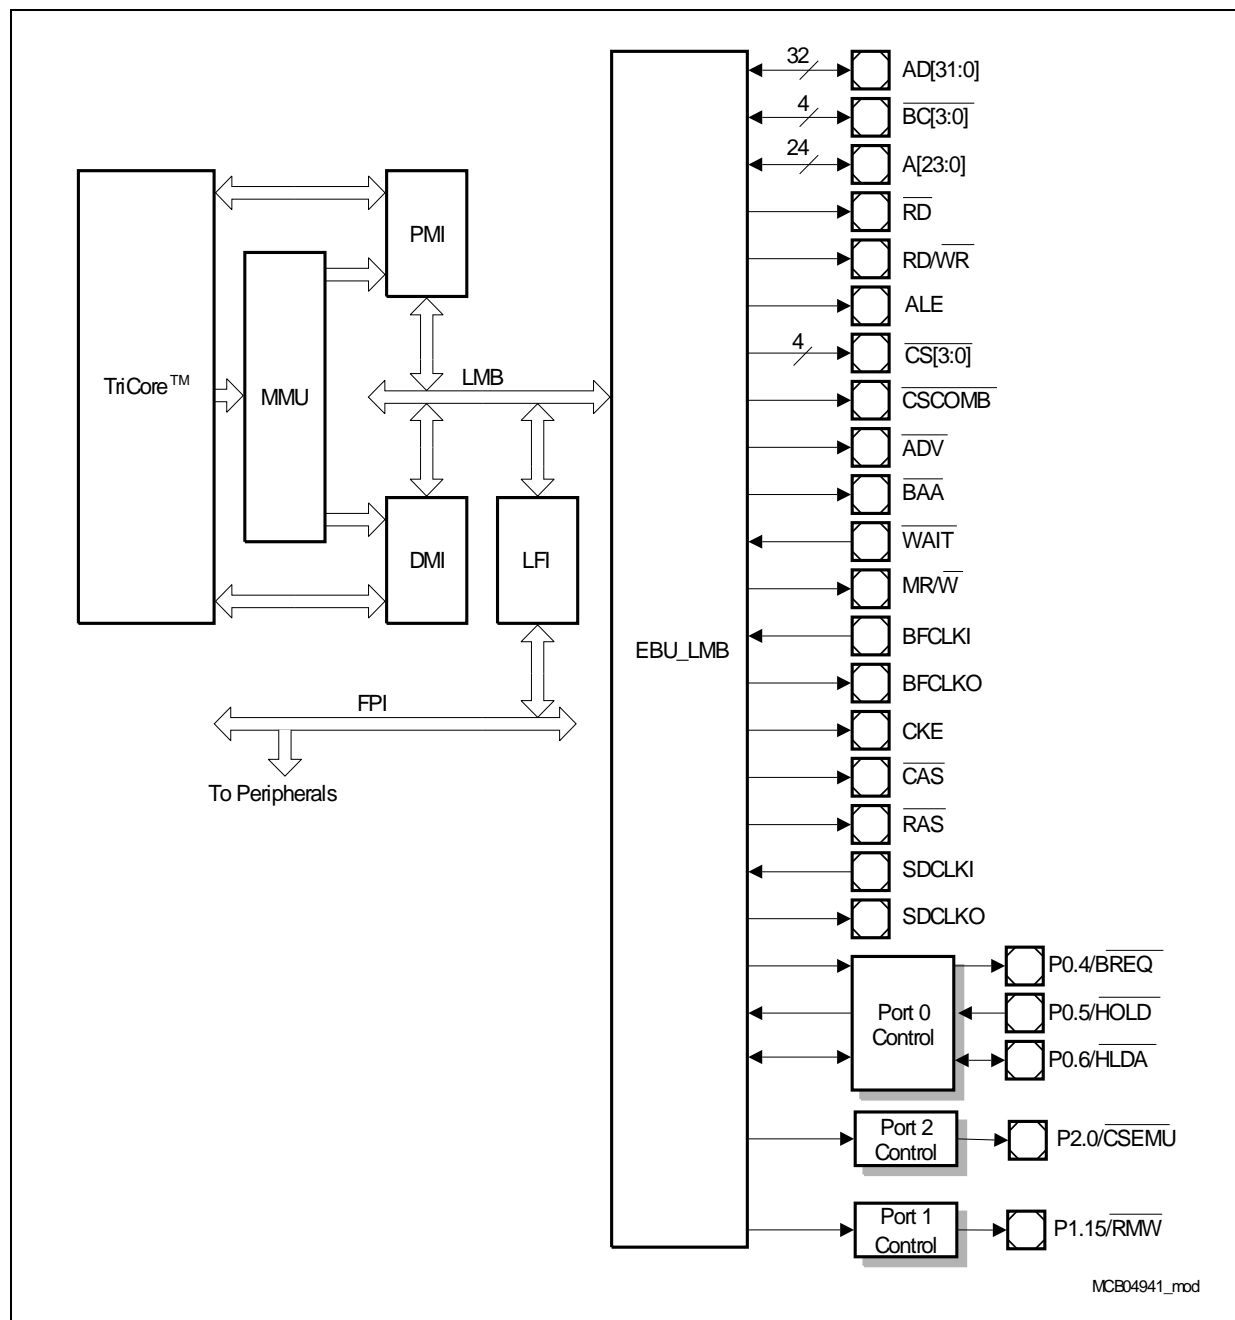 32
AD[31:0]
4
BC[3:0]
24
A[23:0]
RD
RD/WR
ALE
4
CS[3:0]
CSCOMB
ADV
BAA
WAIT
MR/W
BFCLKI
BFCLKO
CKE
CAS
RAS
SDCLKI
SDCLKO
TriCore™
MMU
PMI
LMB
DMI
LFI
FPI
To Peripherals
EBU_LMB
Port 0
Control
P0.4/BREQ
P0.5/HOLD
P0.6/HLDA
Port 2
Control
P2.0/CSEMU
Port 1
Control
P1.15/RMW
MCB04941_mod